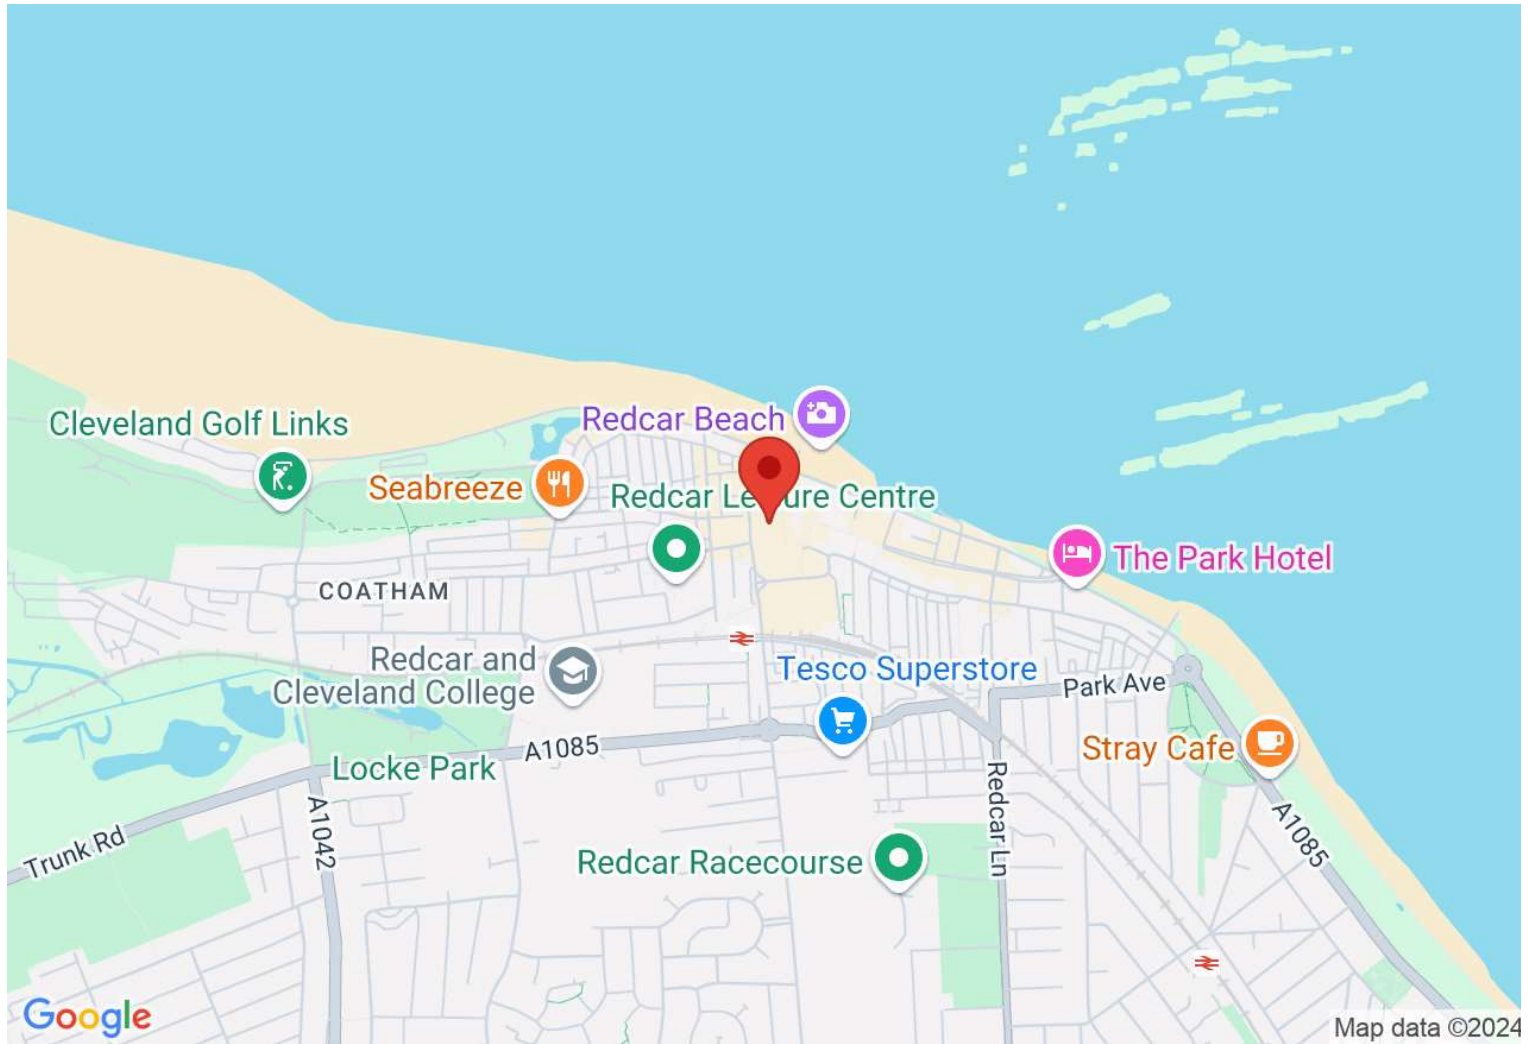 Redcar Beach
Cleveland Golf Links
Seabreeze
Redcar Le ure Centre
The Park Hotel
COATHAM
Redcar and
Cleveland College
Tesco Superstore
Park Ave
A1085
Stray Cafe
Locke Park
Redcar Ln
A1042
A1085
Trunk Rd
Redcar Racecourse
Google
Map data ©2024